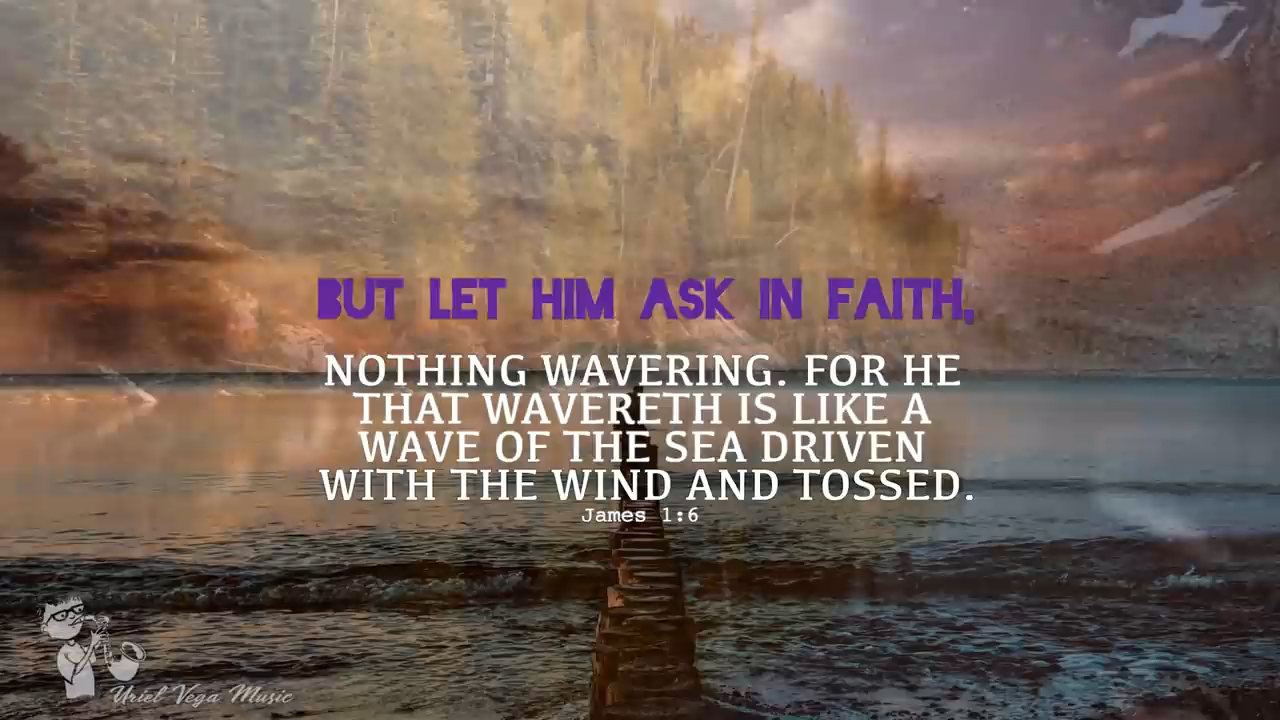 BUT LET HIM ASK IN FAITH,
NOTHING WAVERING. FOR HE
THAT WAVERETH IS LIKE A
WAVE OF THE SEA DRIVEN
WITH THE WIND AND TOSSED.
James 1:6
Uriel Vega Music